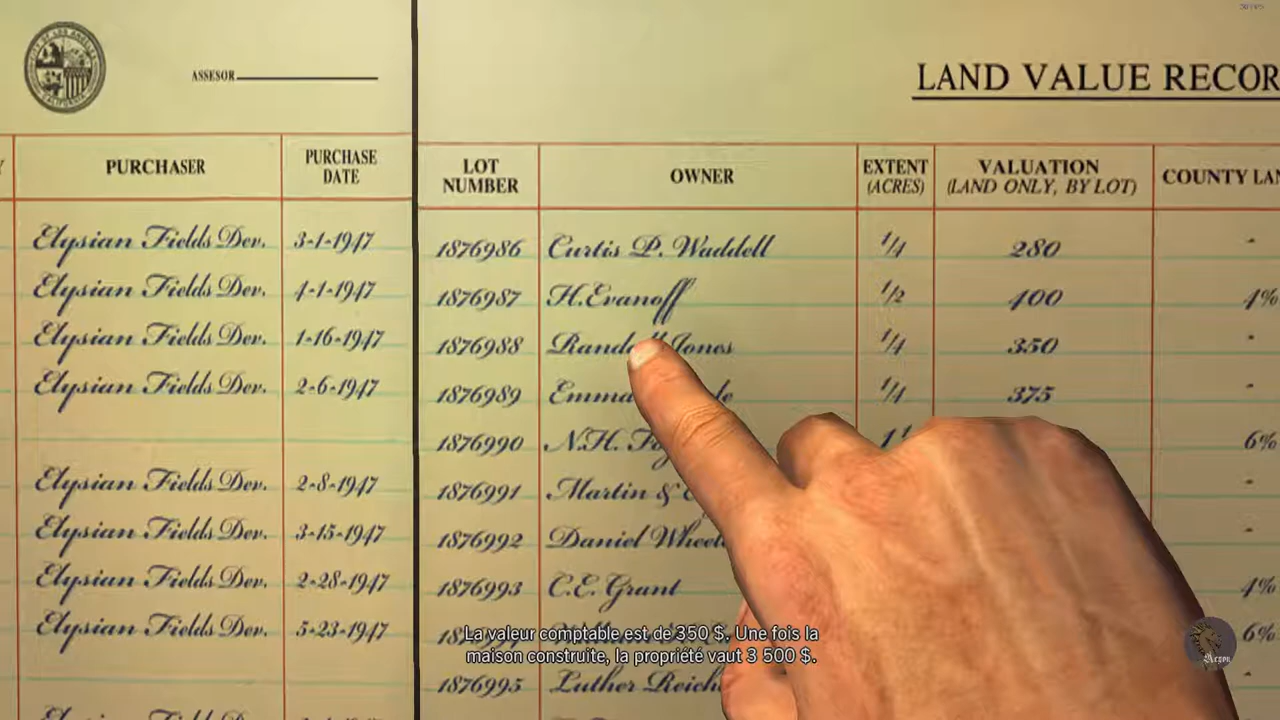 ASSESOR
LAND VALUE RECOR
PURCHASER PURCHASE DATE LOT NUMBER OWNER EXTENT (ACRES) VALUATION (LAND ONLY, BY LOT) COUNTY LAN
Elysian Fields Dev. 3-1-1947 1876986 Curtis P. Waddell 1/4 280 -
Elysian Fields Dev. 4-1-1947 1876987 H. Evanoff 1/2 400 4%
Elysian Fields Dev. 1-16-1947 1876988 Randall Jones 1/4 350 -
Elysian Fields Dev. 2-6-1947 1876989 Emma 1/4 375 -
1876990 N.H. 6%
Elysian Fields Dev. 2-8-1947 1876991 Martin & -
Elysian Fields Dev. 3-15-1947 1876992 Daniel -
Elysian Fields Dev. 2-28-1947 1876993 C.E. Grant 4%
Elysian Fields Dev. 5-23-1947 6%
La valeur comptable est de 350 $. Une fois la
maison construite, la propriété vaut 3 500 $.
1876995 Luther -